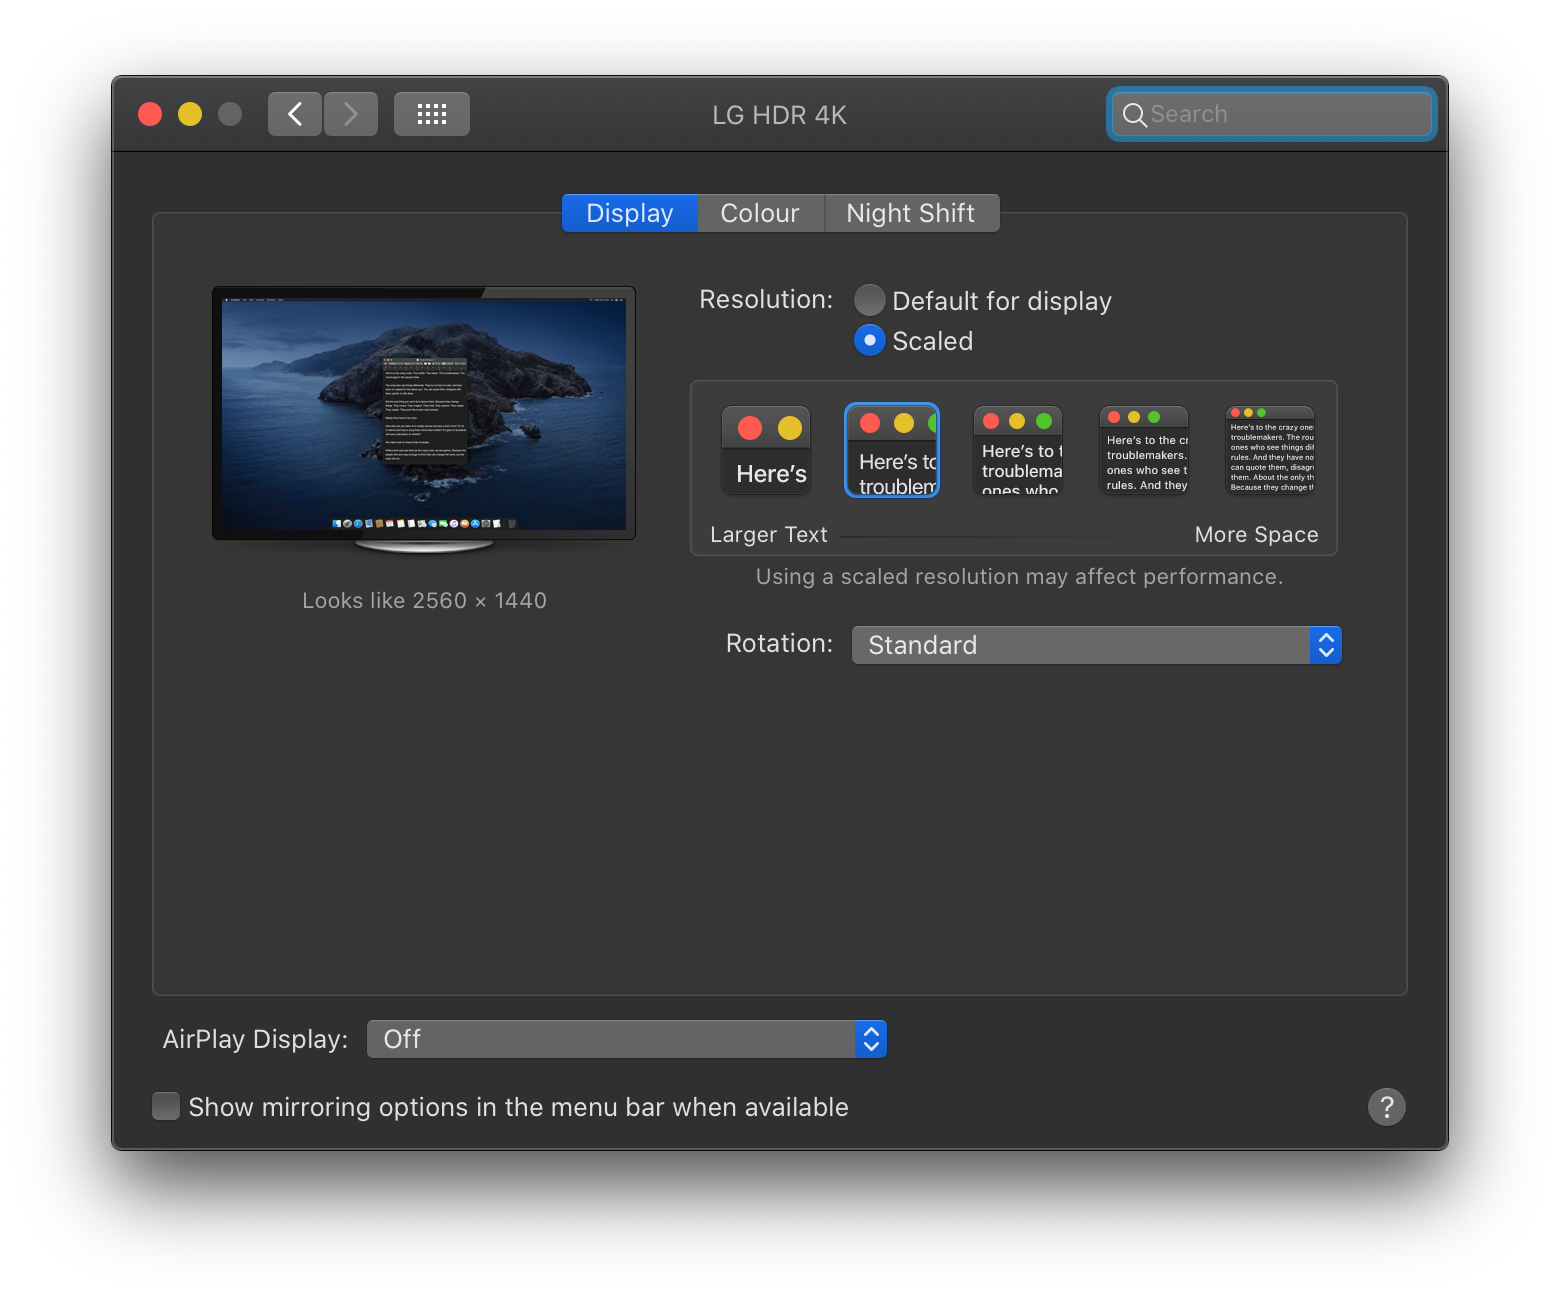 LG HDR 4K
Search
Display
Colour
Night Shift
Resolution:
Default for display
Scaled
Here's
Here's to
troublem
Here's to t
troublema
ones who
Here's to the cr
troublemakers.
ones who see t
rules. And they
Here's to the crazy one
troublemakers. The rou
ones who see things dif
rules. And they have no
can quote them, disagr
them. About the only th
Because they change th
Larger Text
More Space
Using a scaled resolution may affect performance.
Looks like 2560 × 1440
Rotation:
Standard
AirPlay Display:
Off
Show mirroring options in the menu bar when available
?